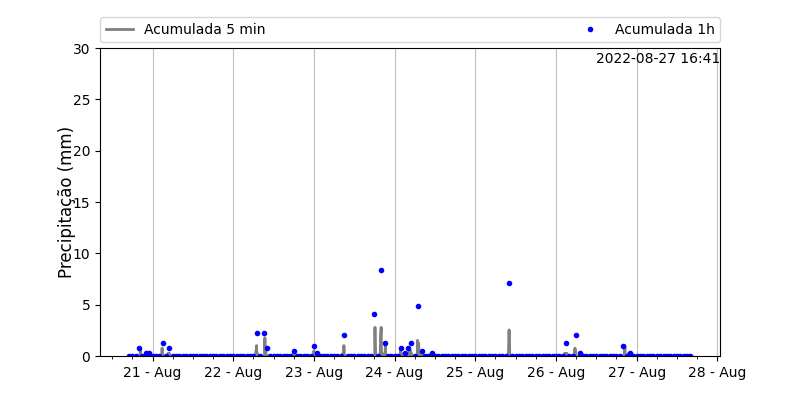 Acumulada 5 min
Acumulada 1h
2022-08-27 16:41
Precipitação (mm)
30
25
20
15
10
5
0
21 - Aug
22 - Aug
23 - Aug
24 - Aug
25 - Aug
26 - Aug
27 - Aug
28 - Aug